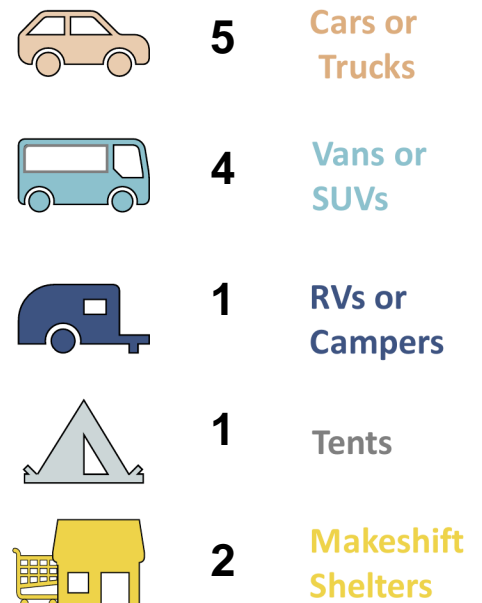 5
Cars or
Trucks
4
Vans or
SUVs
1
RVs or
Campers
1
Tents
2
Makeshift
Shelters